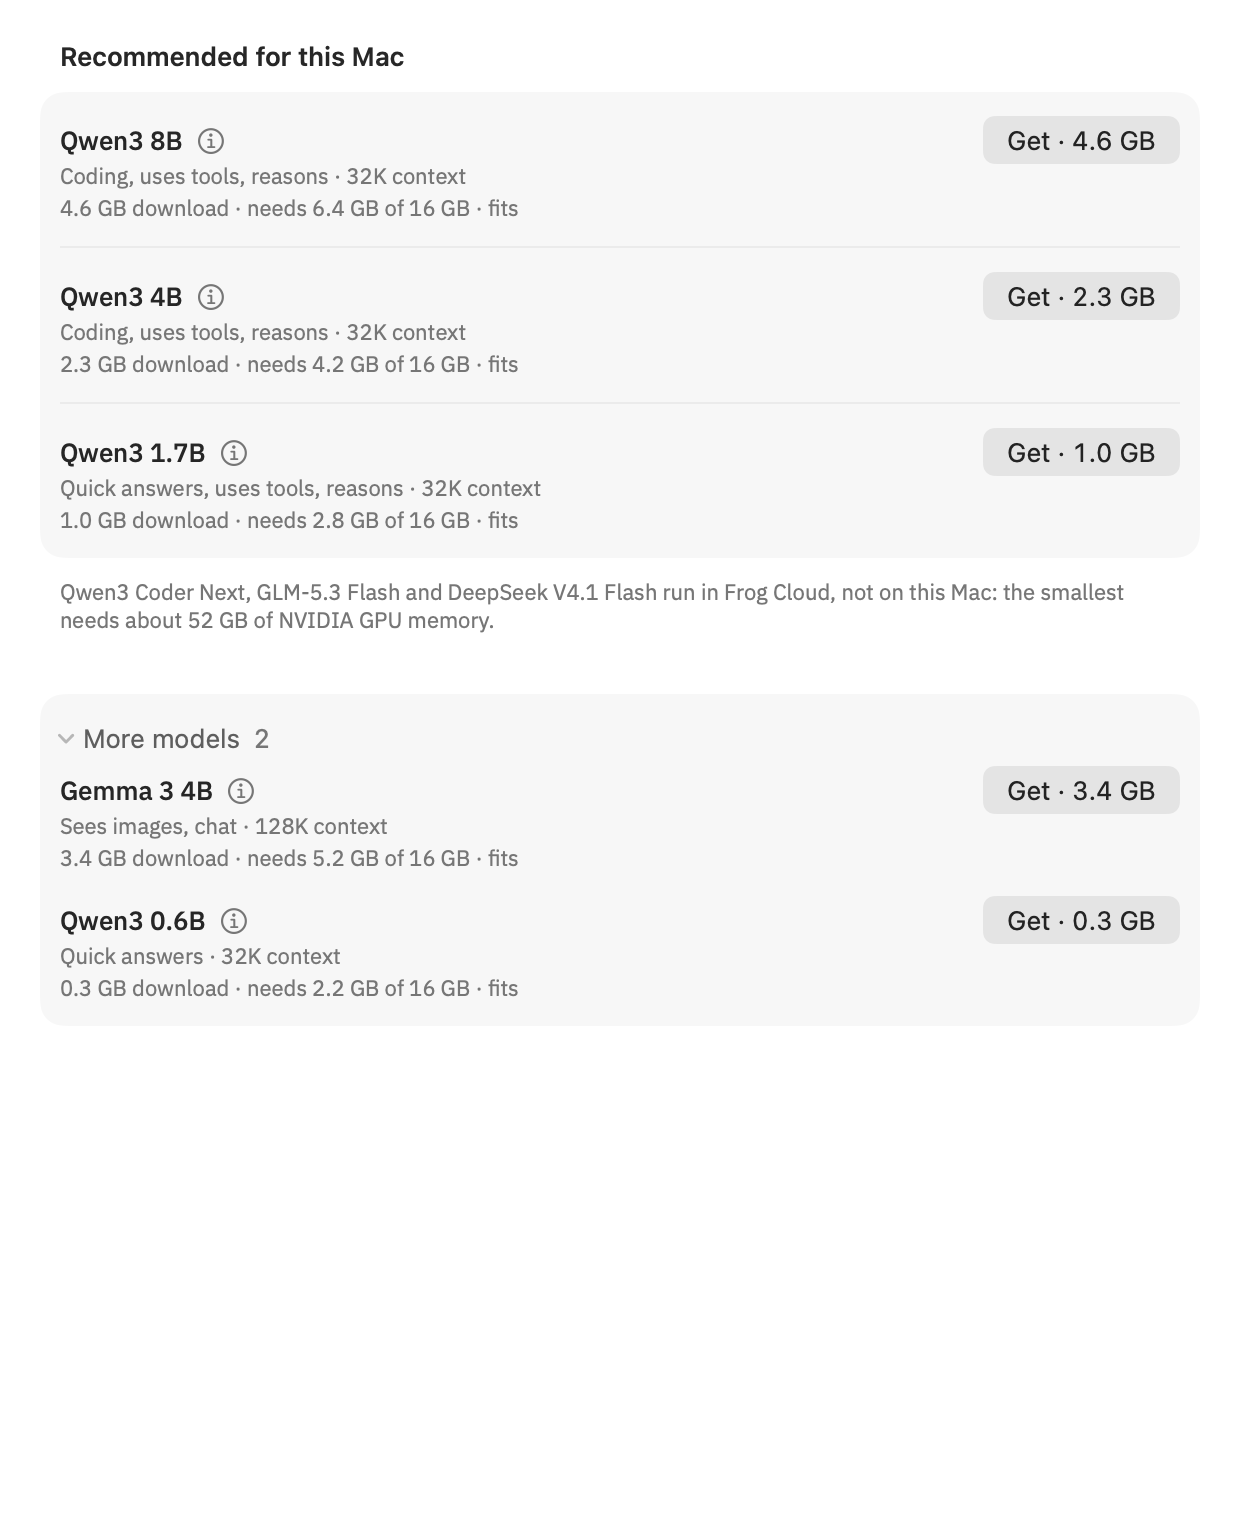 Recommended for this Mac
Qwen3 8B
Get · 4.6 GB
Coding, uses tools, reasons · 32K context
4.6 GB download · needs 6.4 GB of 16 GB · fits
Qwen3 4B
Get · 2.3 GB
Coding, uses tools, reasons · 32K context
2.3 GB download · needs 4.2 GB of 16 GB · fits
Qwen3 1.7B
Get · 1.0 GB
Quick answers, uses tools, reasons · 32K context
1.0 GB download · needs 2.8 GB of 16 GB · fits
Qwen3 Coder Next, GLM-5.3 Flash and DeepSeek V4.1 Flash run in Frog Cloud, not on this Mac: the smallest
needs about 52 GB of NVIDIA GPU memory.
More models 2
Gemma 3 4B
Get · 3.4 GB
Sees images, chat · 128K context
3.4 GB download · needs 5.2 GB of 16 GB · fits
Qwen3 0.6B
Get · 0.3 GB
Quick answers · 32K context
0.3 GB download · needs 2.2 GB of 16 GB · fits